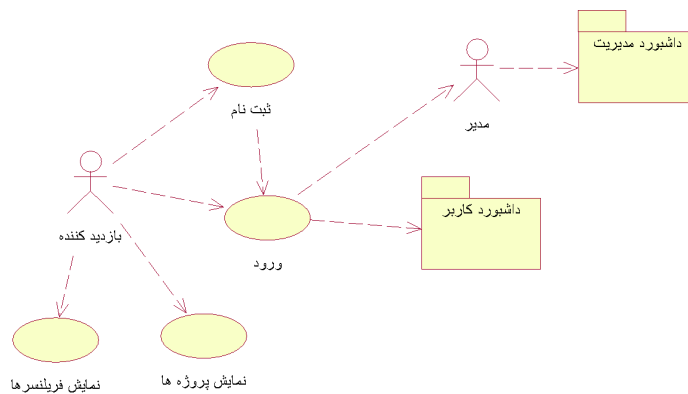 داشبورد مدیریت
ثبت نام
مدیر
داشبورد کاربر
بازدید کننده
ورود
نمایش پروژه ها
نمایش فریلنسرها